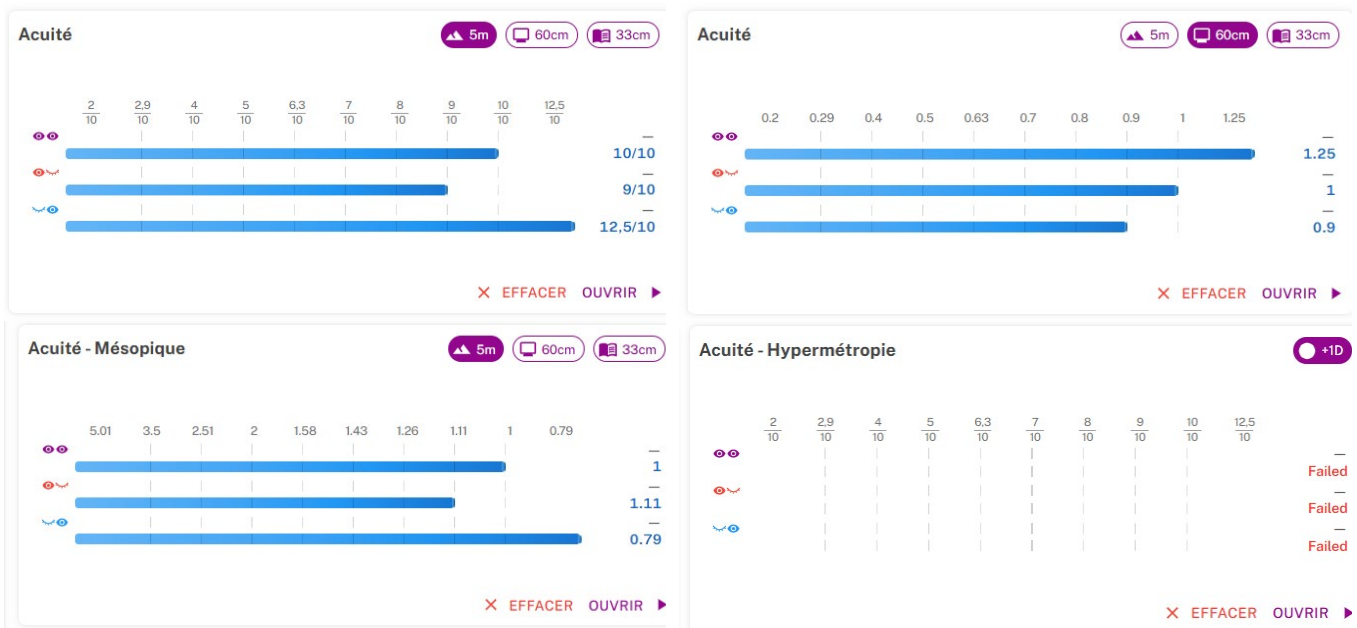 Acuité 5m 60cm 33cm
2/10 2,9/10 4/10 5/10 6,3/10 7/10 8/10 9/10 10/10 12,5/10
—
10/10
—
9/10
—
12,5/10
EFFACER OUVRIR
Acuité 5m 60cm 33cm
0.2 0.29 0.4 0.5 0.63 0.7 0.8 0.9 1 1.25
—
1.25
—
1
—
0.9
EFFACER OUVRIR
Acuité - Mésopique 5m 60cm 33cm
5.01 3.5 2.51 2 1.58 1.43 1.26 1.11 1 0.79
—
1
—
1.11
—
0.79
EFFACER OUVRIR
Acuité - Hypermétropie +1D
2/10 2,9/10 4/10 5/10 6,3/10 7/10 8/10 9/10 10/10 12,5/10
—
Failed
—
Failed
—
Failed
EFFACER OUVRIR